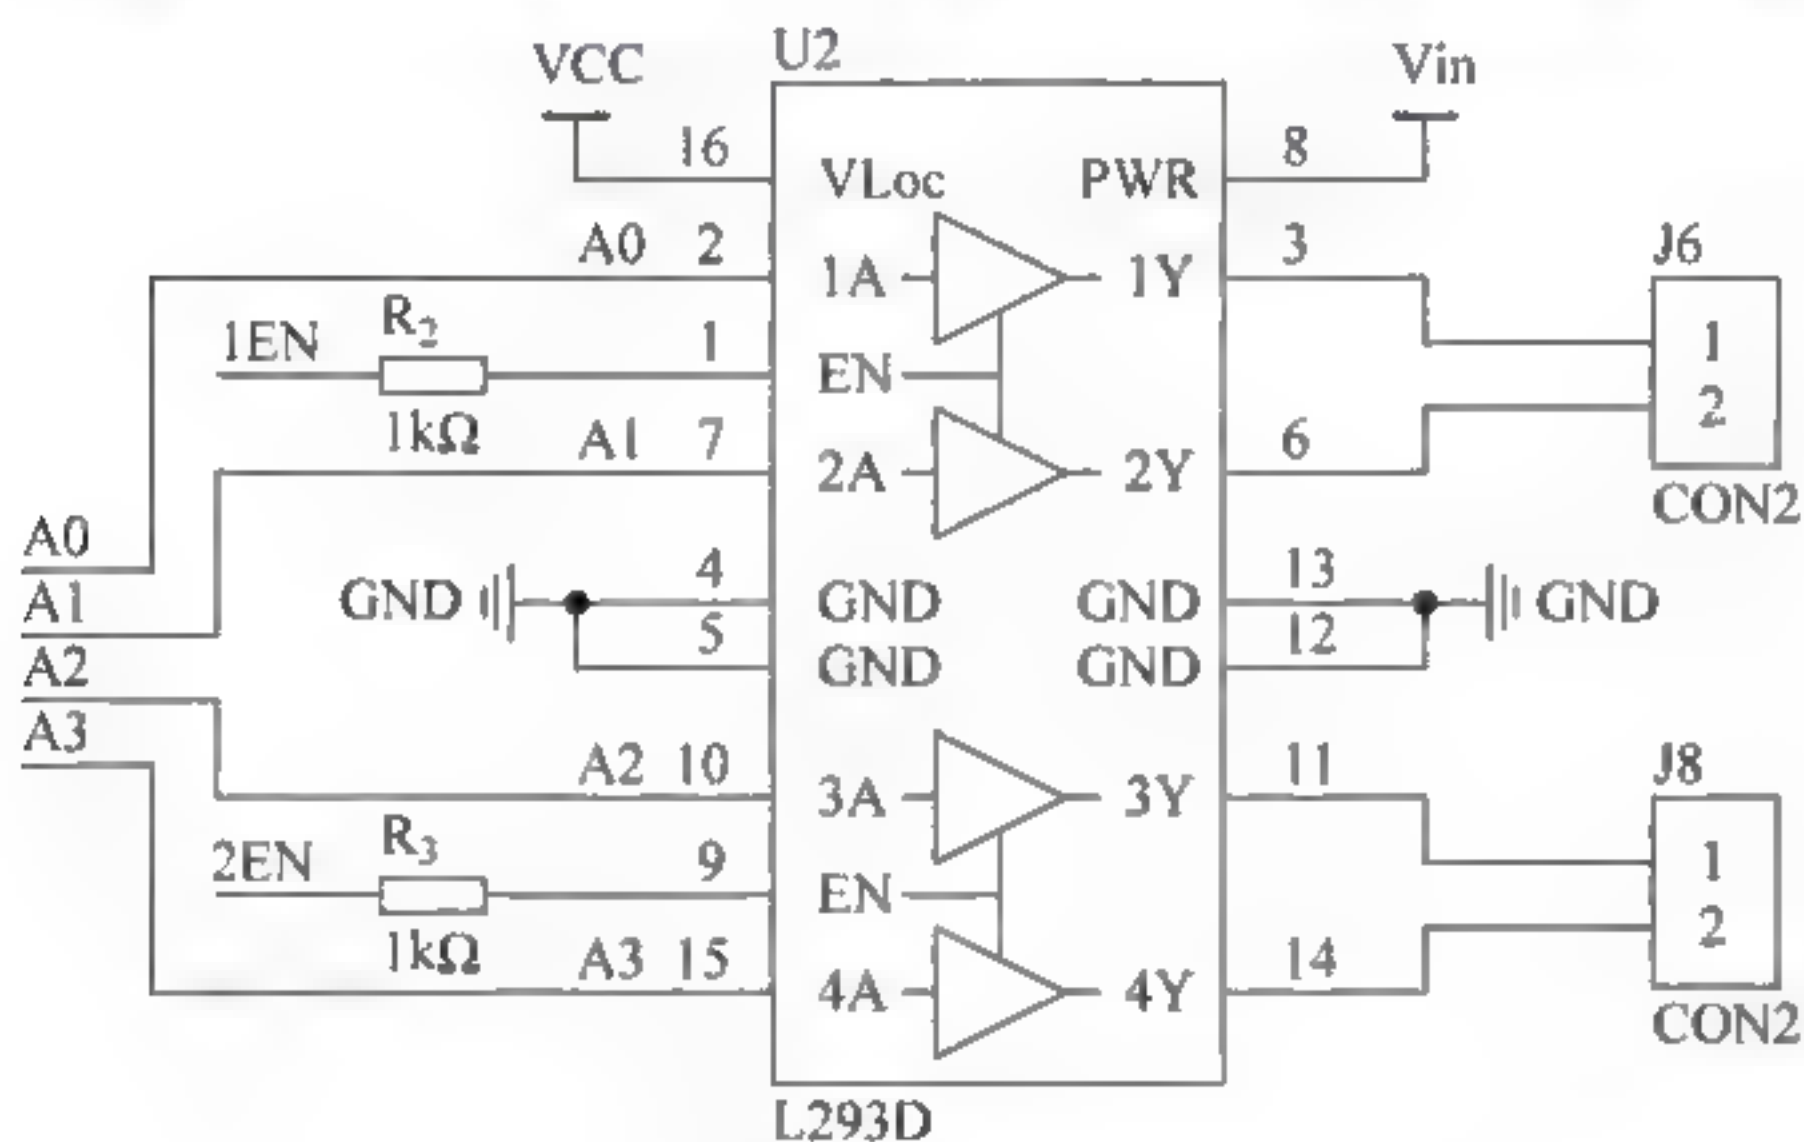 U2
VCC
Vin
16
VLoc
PWR
8
A0
2
1A
1Y
3
J6
1EN
R2
1
EN
1
1kΩ
2
A1
7
2A
2Y
6
CON2
A0
A1
GND
4
GND
GND
13
GND
5
GND
GND
12
A2
A3
A2
10
3A
3Y
11
J8
2EN
R3
9
EN
1
1kΩ
2
A3
15
4A
4Y
14
CON2
L293D